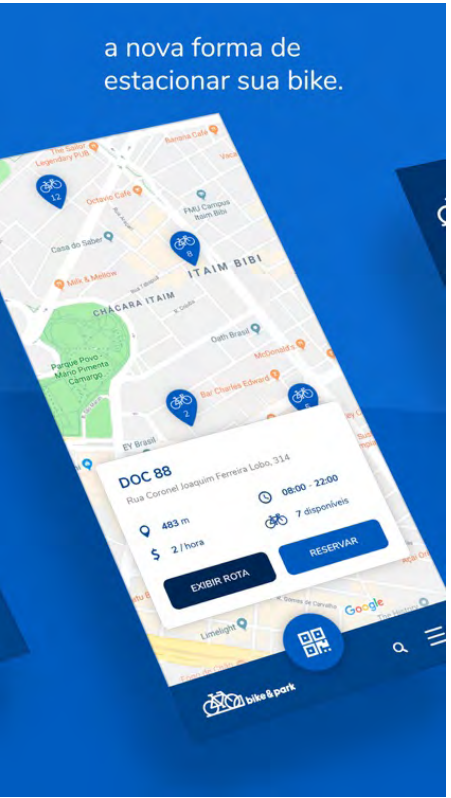 a nova forma de
estacionar sua bike.
The Sailor
Legendary PUB
Banana Café
12
Octavio Café
FMU Campus
Itaim Bibi
Casa do Saber
8
Milk & Mellow
ITAIM BIBI
CHÁCARA ITAIM
Oath Brasil
McDonald's
Parque Povo -
Mário Pimenta
Camargo
Bar Charles Edward
2
EY Brasil
DOC 88
Rua Coronel Joaquim Ferreira Lobo, 314
483 m
08:00 - 22:00
$ 2 / hora
7 disponíveis
EXIBIR ROTA
RESERVAR
Google
Limelight
bike & park